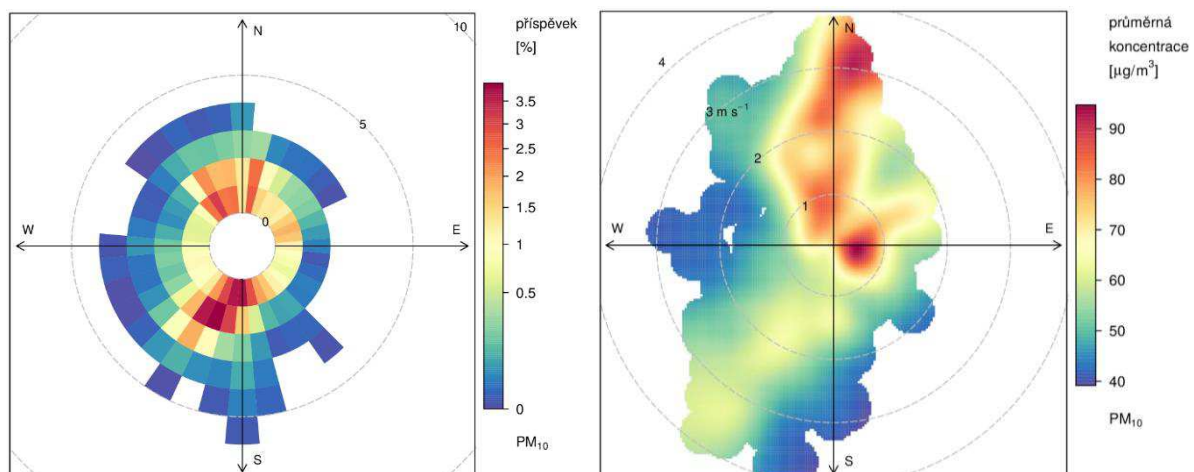 10
příspěvek
[%]
N
3.5
3
2.5
2
1.5
1
0.5
0
5
0
W
E
S
PM10
průměrná
koncentrace
[µg/m³]
N
4
3 m s⁻¹
2
1
W
E
S
90
80
70
60
50
40
PM10